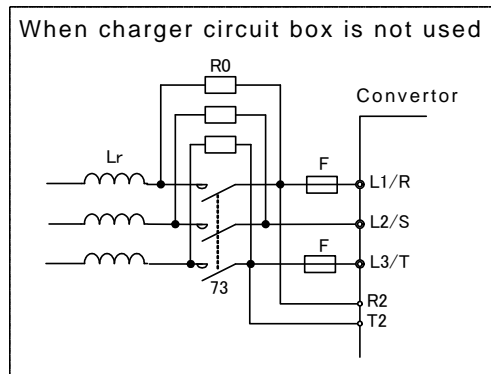 When charger circuit box is not used
R0
Convertor
Lr
F
L1/R
L2/S
F
L3/T
73
R2
T2